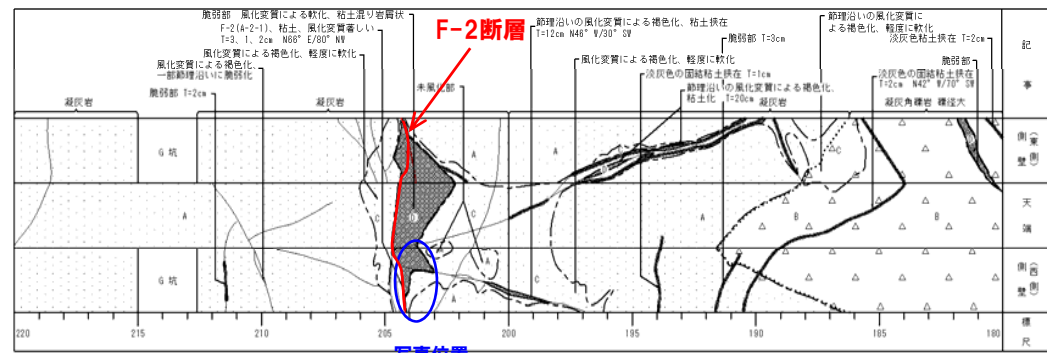 脆弱部 風化変質による軟化、粘土混り岩屑状
F-2(A-2-1)、粘土、風化変質著しい
T=3、1、2cm N66° E/80° NW
風化変質による褐色化、軽度に軟化
風化変質による褐色化、
一部節理沿いに脆弱化
脆弱部 T=2cm
F-2断層
未風化部
節理沿いの風化変質による褐色化、粘土挟在
T=12cm N46° W/30° SW
脆弱部 T=3cm
風化変質による褐色化、軽度に軟化
淡灰色の固結粘土挟在 T=1cm
節理沿いの風化変質による褐色化、
粘土化 T=20cm
節理沿いの風化変質に
よる褐色化、軽度に軟化
淡灰色粘土挟在 T=2cm
脆弱部
淡灰色の固結粘土挟在
T=2cm N42° W/70° SW
凝灰岩
凝灰岩
凝灰岩
凝灰角礫岩 礫径大
記事
G坑
A
A
C
側壁(東側)
A
C
A
B
B
天端
G坑
C
A
C
側壁(西側)
220
215
210
205
200
195
190
185
180
標尺
写真位置